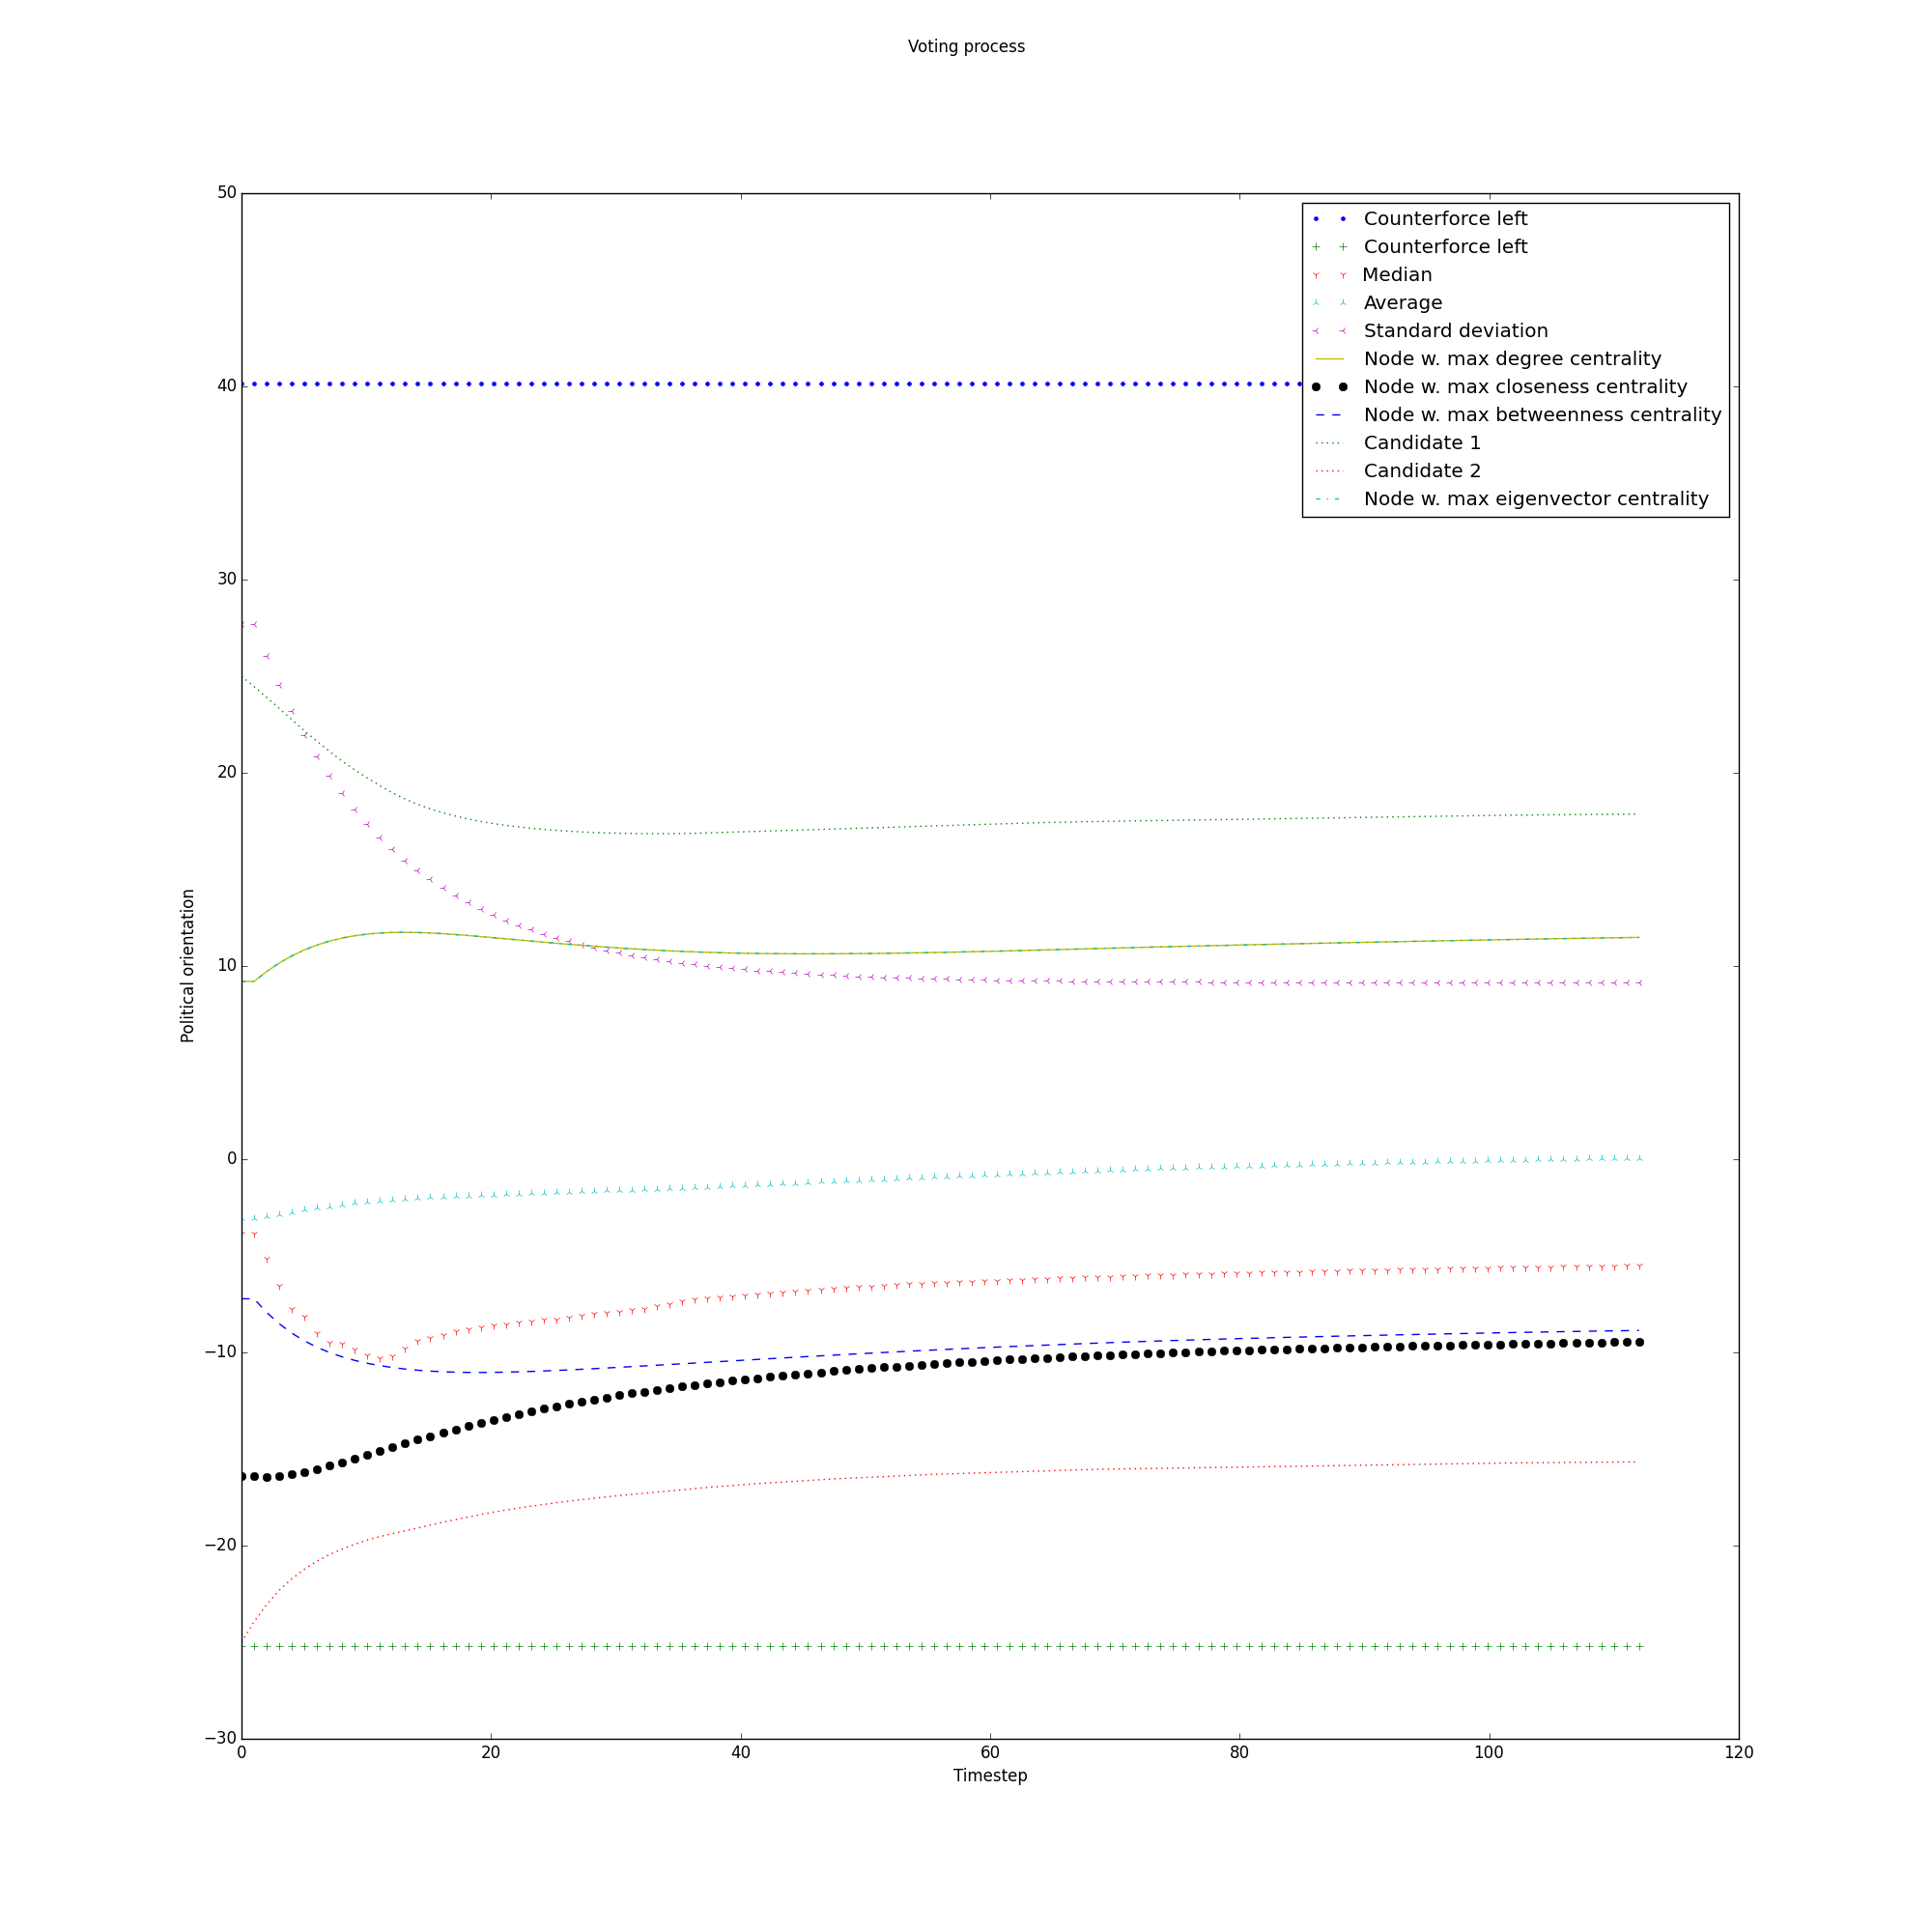 Voting process
50
40
30
20
10
0
−10
−20
−30
Political orientation
Counterforce left
Counterforce left
Median
Average
Standard deviation
Node w. max degree centrality
Node w. max closeness centrality
Node w. max betweenness centrality
Candidate 1
Candidate 2
Node w. max eigenvector centrality
0 20 40 60 80 100 120
Timestep